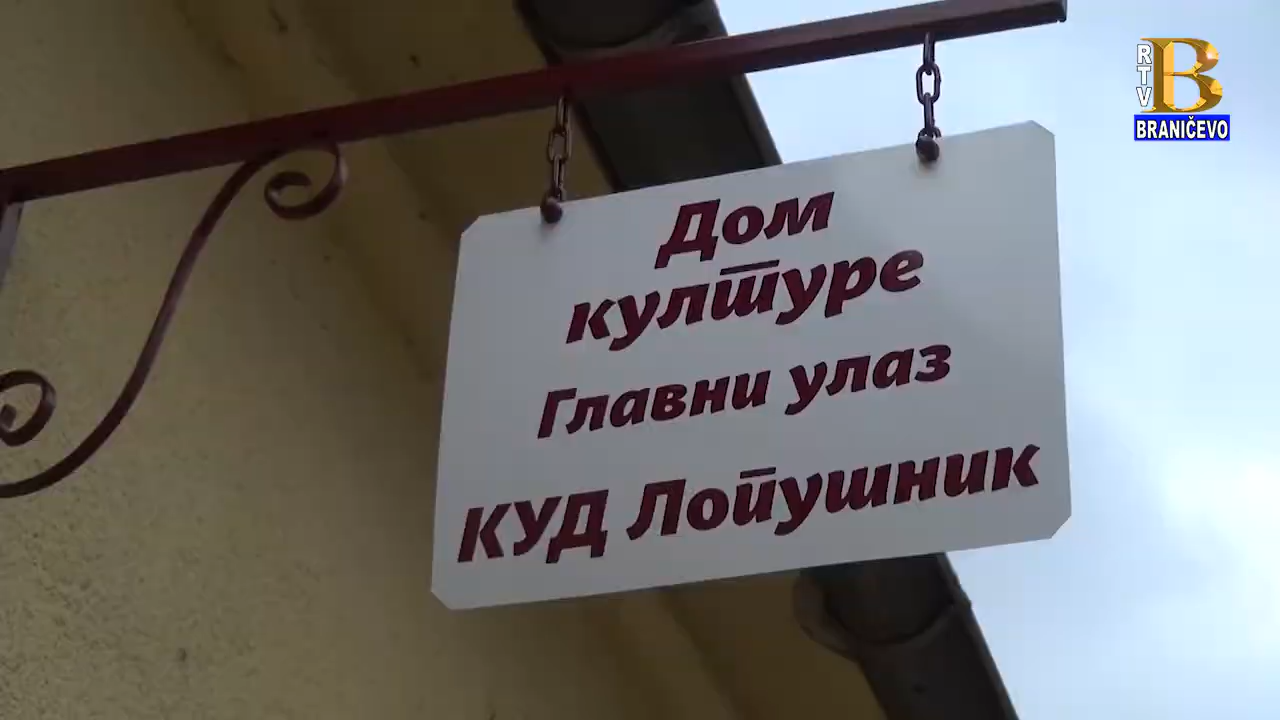 Дом
културе
Главни улаз
КУД Лопушник
RTV
B
BRANIČEVO